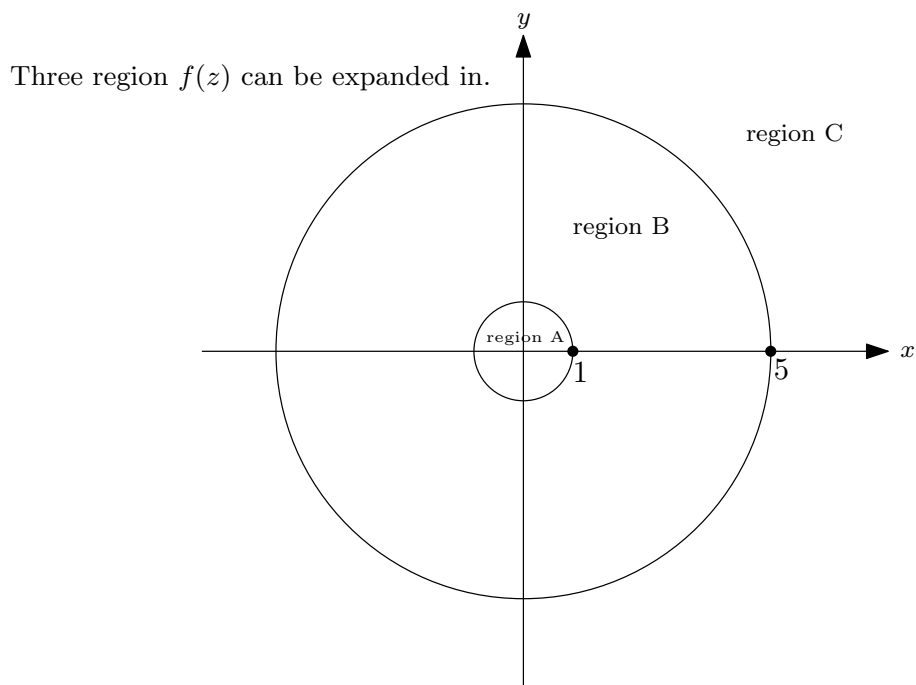 y
Three region f(z) can be expanded in.
region C
region B
region A
x
1
5